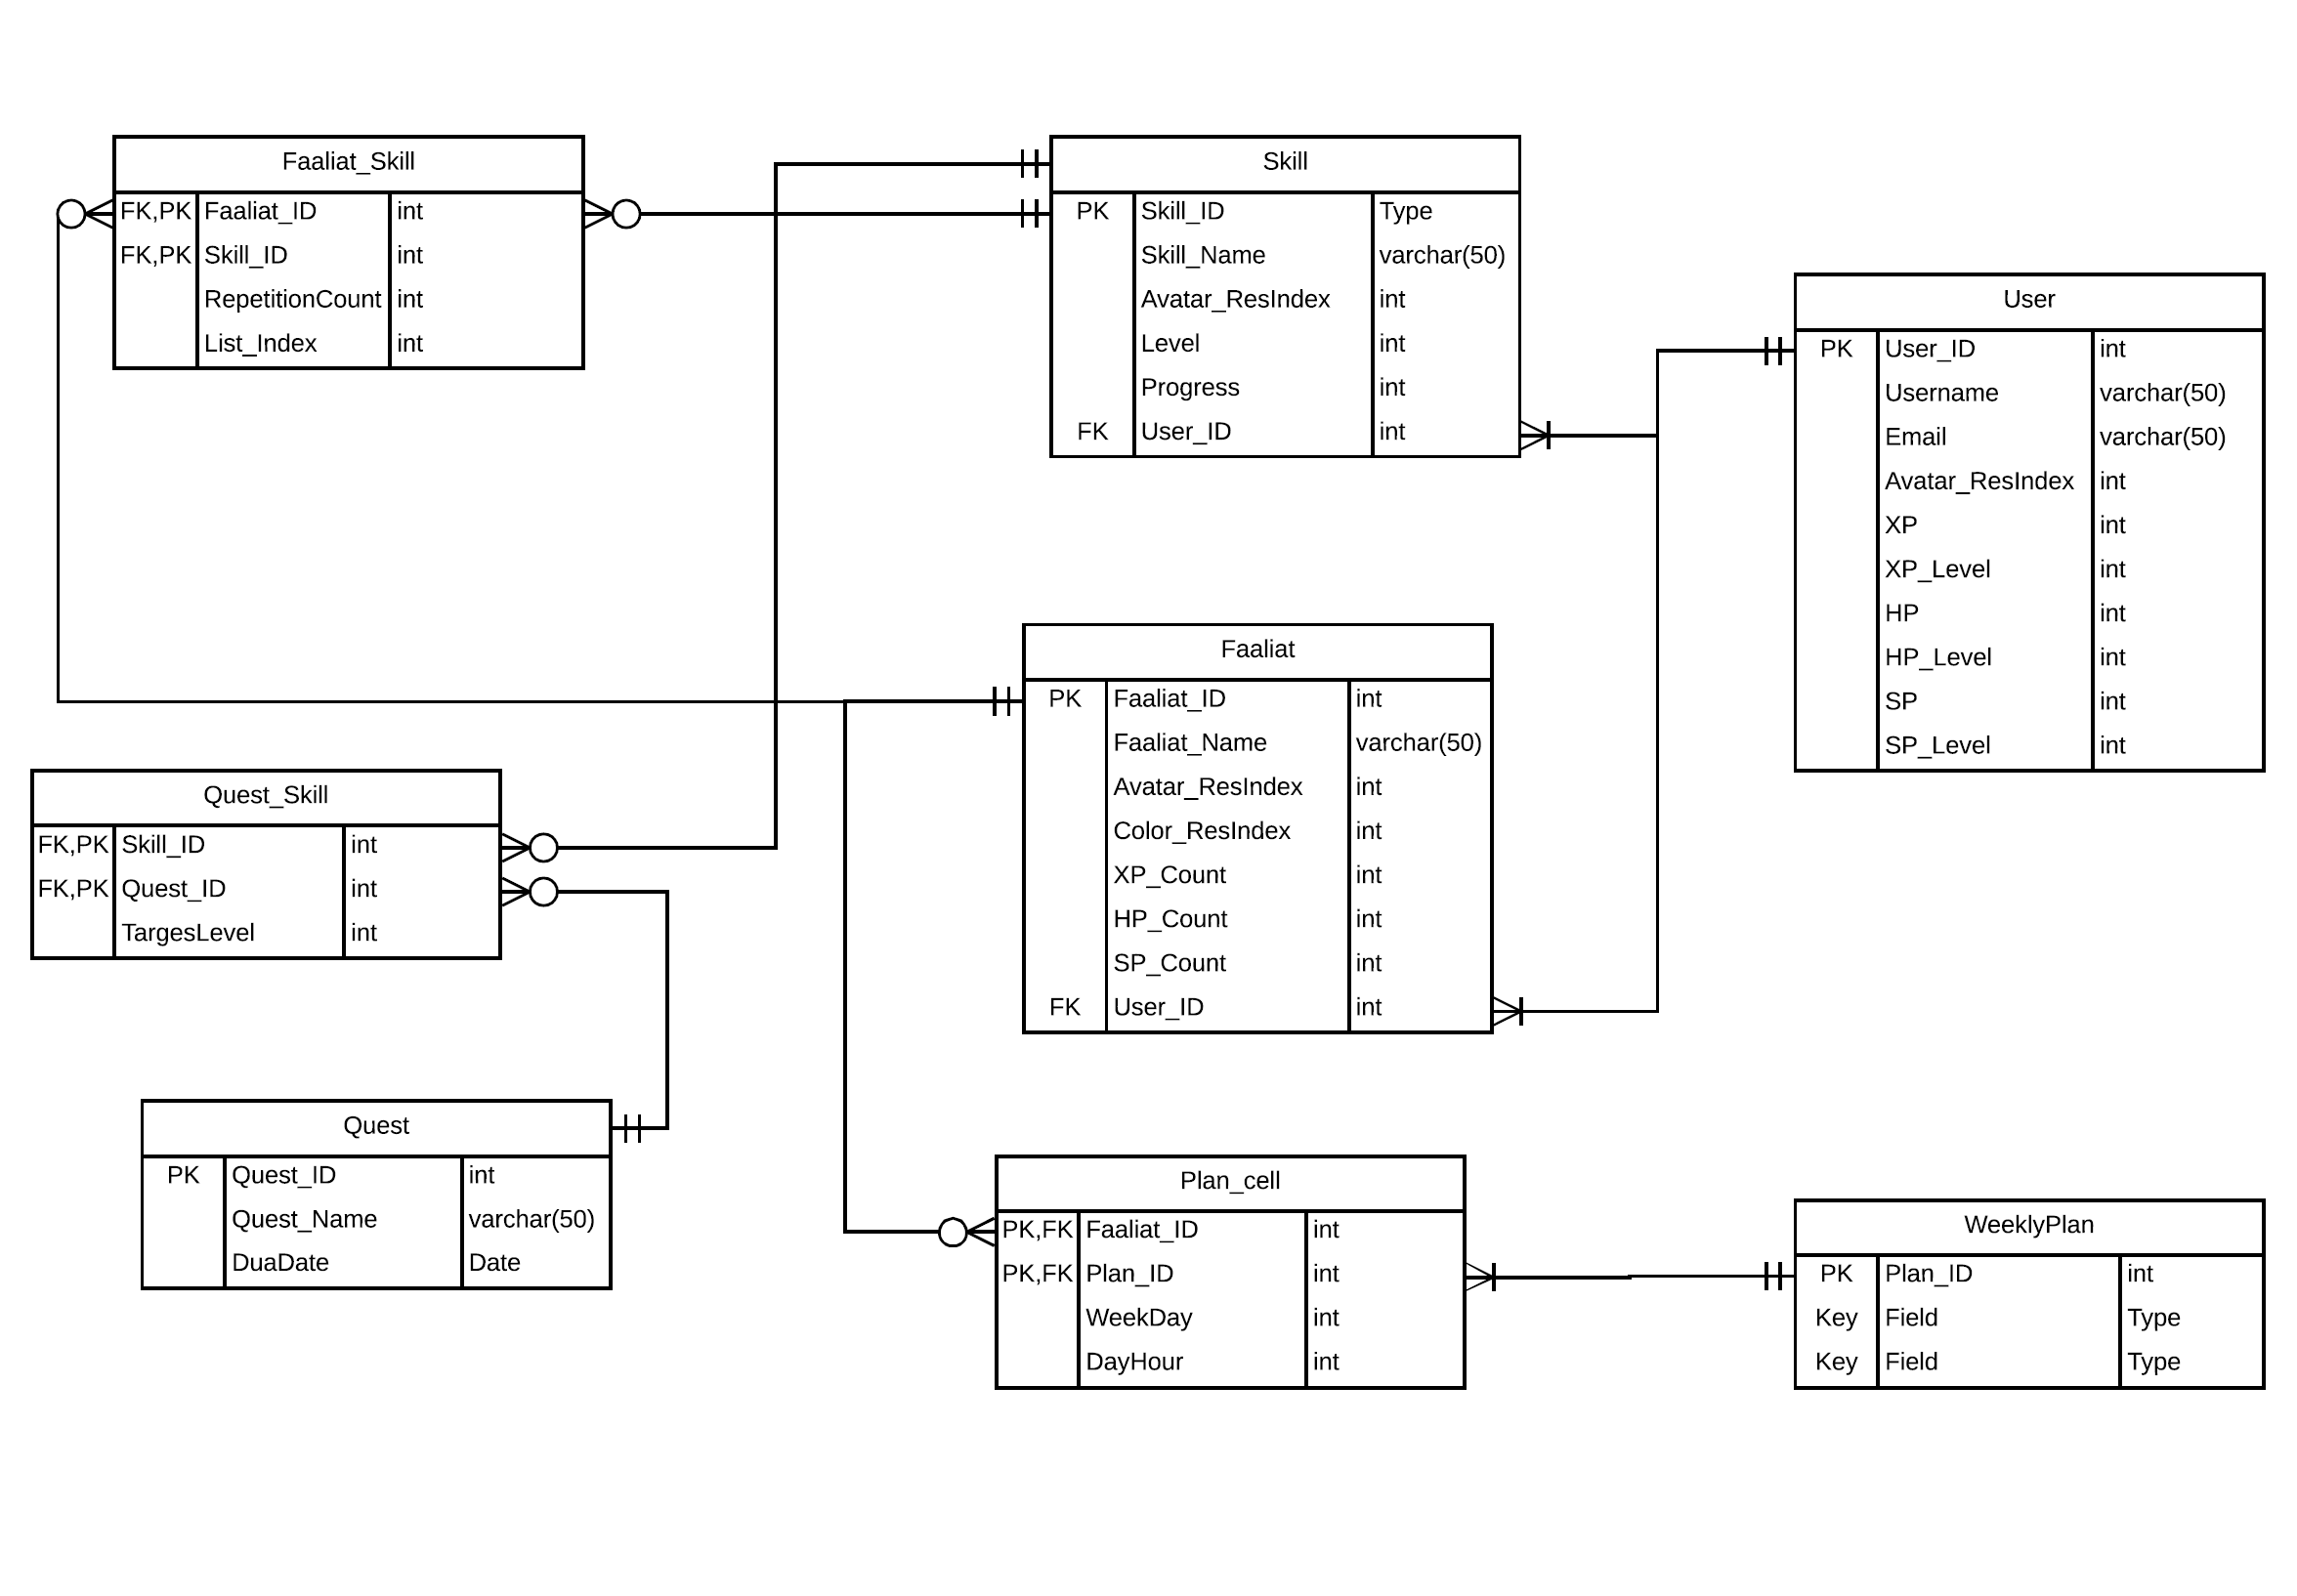 Faaliat_Skill
FK,PK Faaliat_ID int
FK,PK Skill_ID int
RepetitionCount int
List_Index int
Skill
PK Skill_ID Type
Skill_Name varchar(50)
Avatar_ResIndex int
Level int
Progress int
FK User_ID int
User
PK User_ID int
Username varchar(50)
Email varchar(50)
Avatar_ResIndex int
XP int
XP_Level int
HP int
HP_Level int
SP int
SP_Level int
Faaliat
PK Faaliat_ID int
Faaliat_Name varchar(50)
Avatar_ResIndex int
Color_ResIndex int
XP_Count int
HP_Count int
SP_Count int
FK User_ID int
Quest_Skill
FK,PK Skill_ID int
FK,PK Quest_ID int
TargesLevel int
Quest
PK Quest_ID int
Quest_Name varchar(50)
DuaDate Date
Plan_cell
PK,FK Faaliat_ID int
PK,FK Plan_ID int
WeekDay int
DayHour int
WeeklyPlan
PK Plan_ID int
Key Field Type
Key Field Type